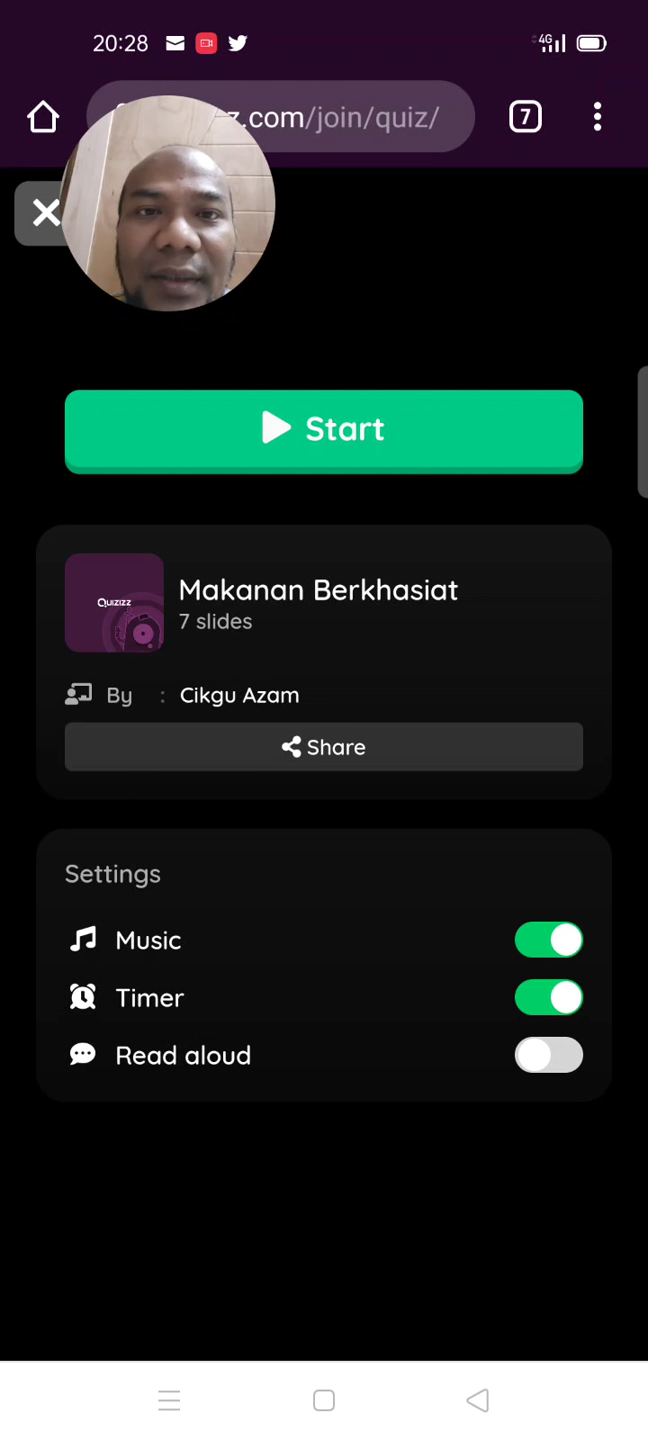 20:28
4G
z.com/join/quiz/
7
Start
Quizizz
Makanan Berkhasiat
7 slides
By : Cikgu Azam
Share
Settings
Music
Timer
Read aloud